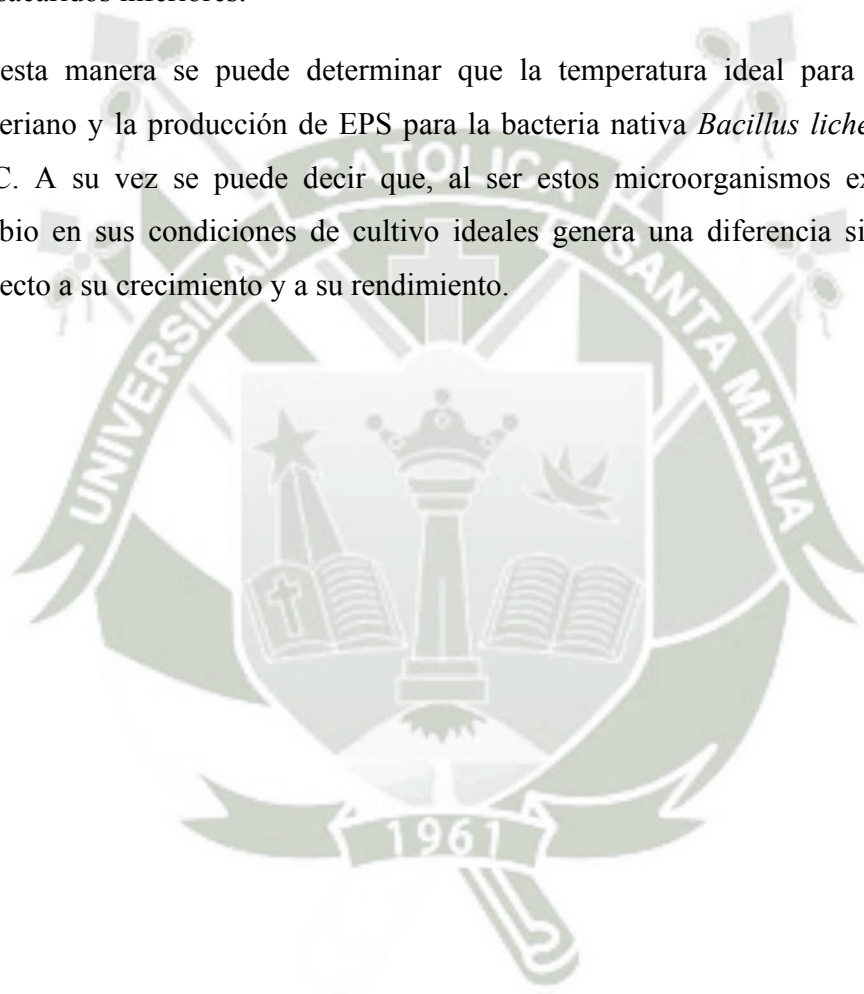 sacáridos inferiores.
esta manera se puede determinar que la temperatura ideal para
eriano y la producción de EPS para la bacteria nativa Bacillus liche
C. A su vez se puede decir que, al ser estos microorganismos ex
bio en sus condiciones de cultivo ideales genera una diferencia si
ecto a su crecimiento y a su rendimiento.
UNIVERSIDAD CATOLICA SANTA MARIA
1961